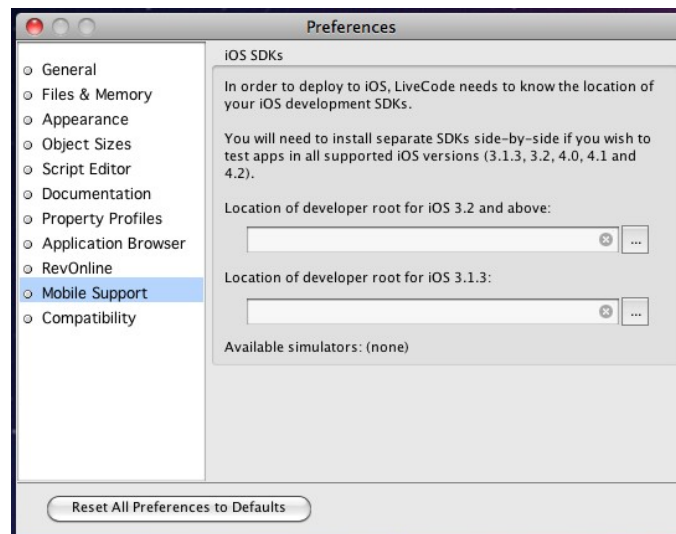 Preferences
General
Files & Memory
Appearance
Object Sizes
Script Editor
Documentation
Property Profiles
Application Browser
RevOnline
Mobile Support
Compatibility
iOS SDKs
In order to deploy to iOS, LiveCode needs to know the location of
your iOS development SDKs.
You will need to install separate SDKs side-by-side if you wish to
test apps in all supported iOS versions (3.1.3, 3.2, 4.0, 4.1 and
4.2).
Location of developer root for iOS 3.2 and above:
...
Location of developer root for iOS 3.1.3:
...
Available simulators: (none)
Reset All Preferences to Defaults